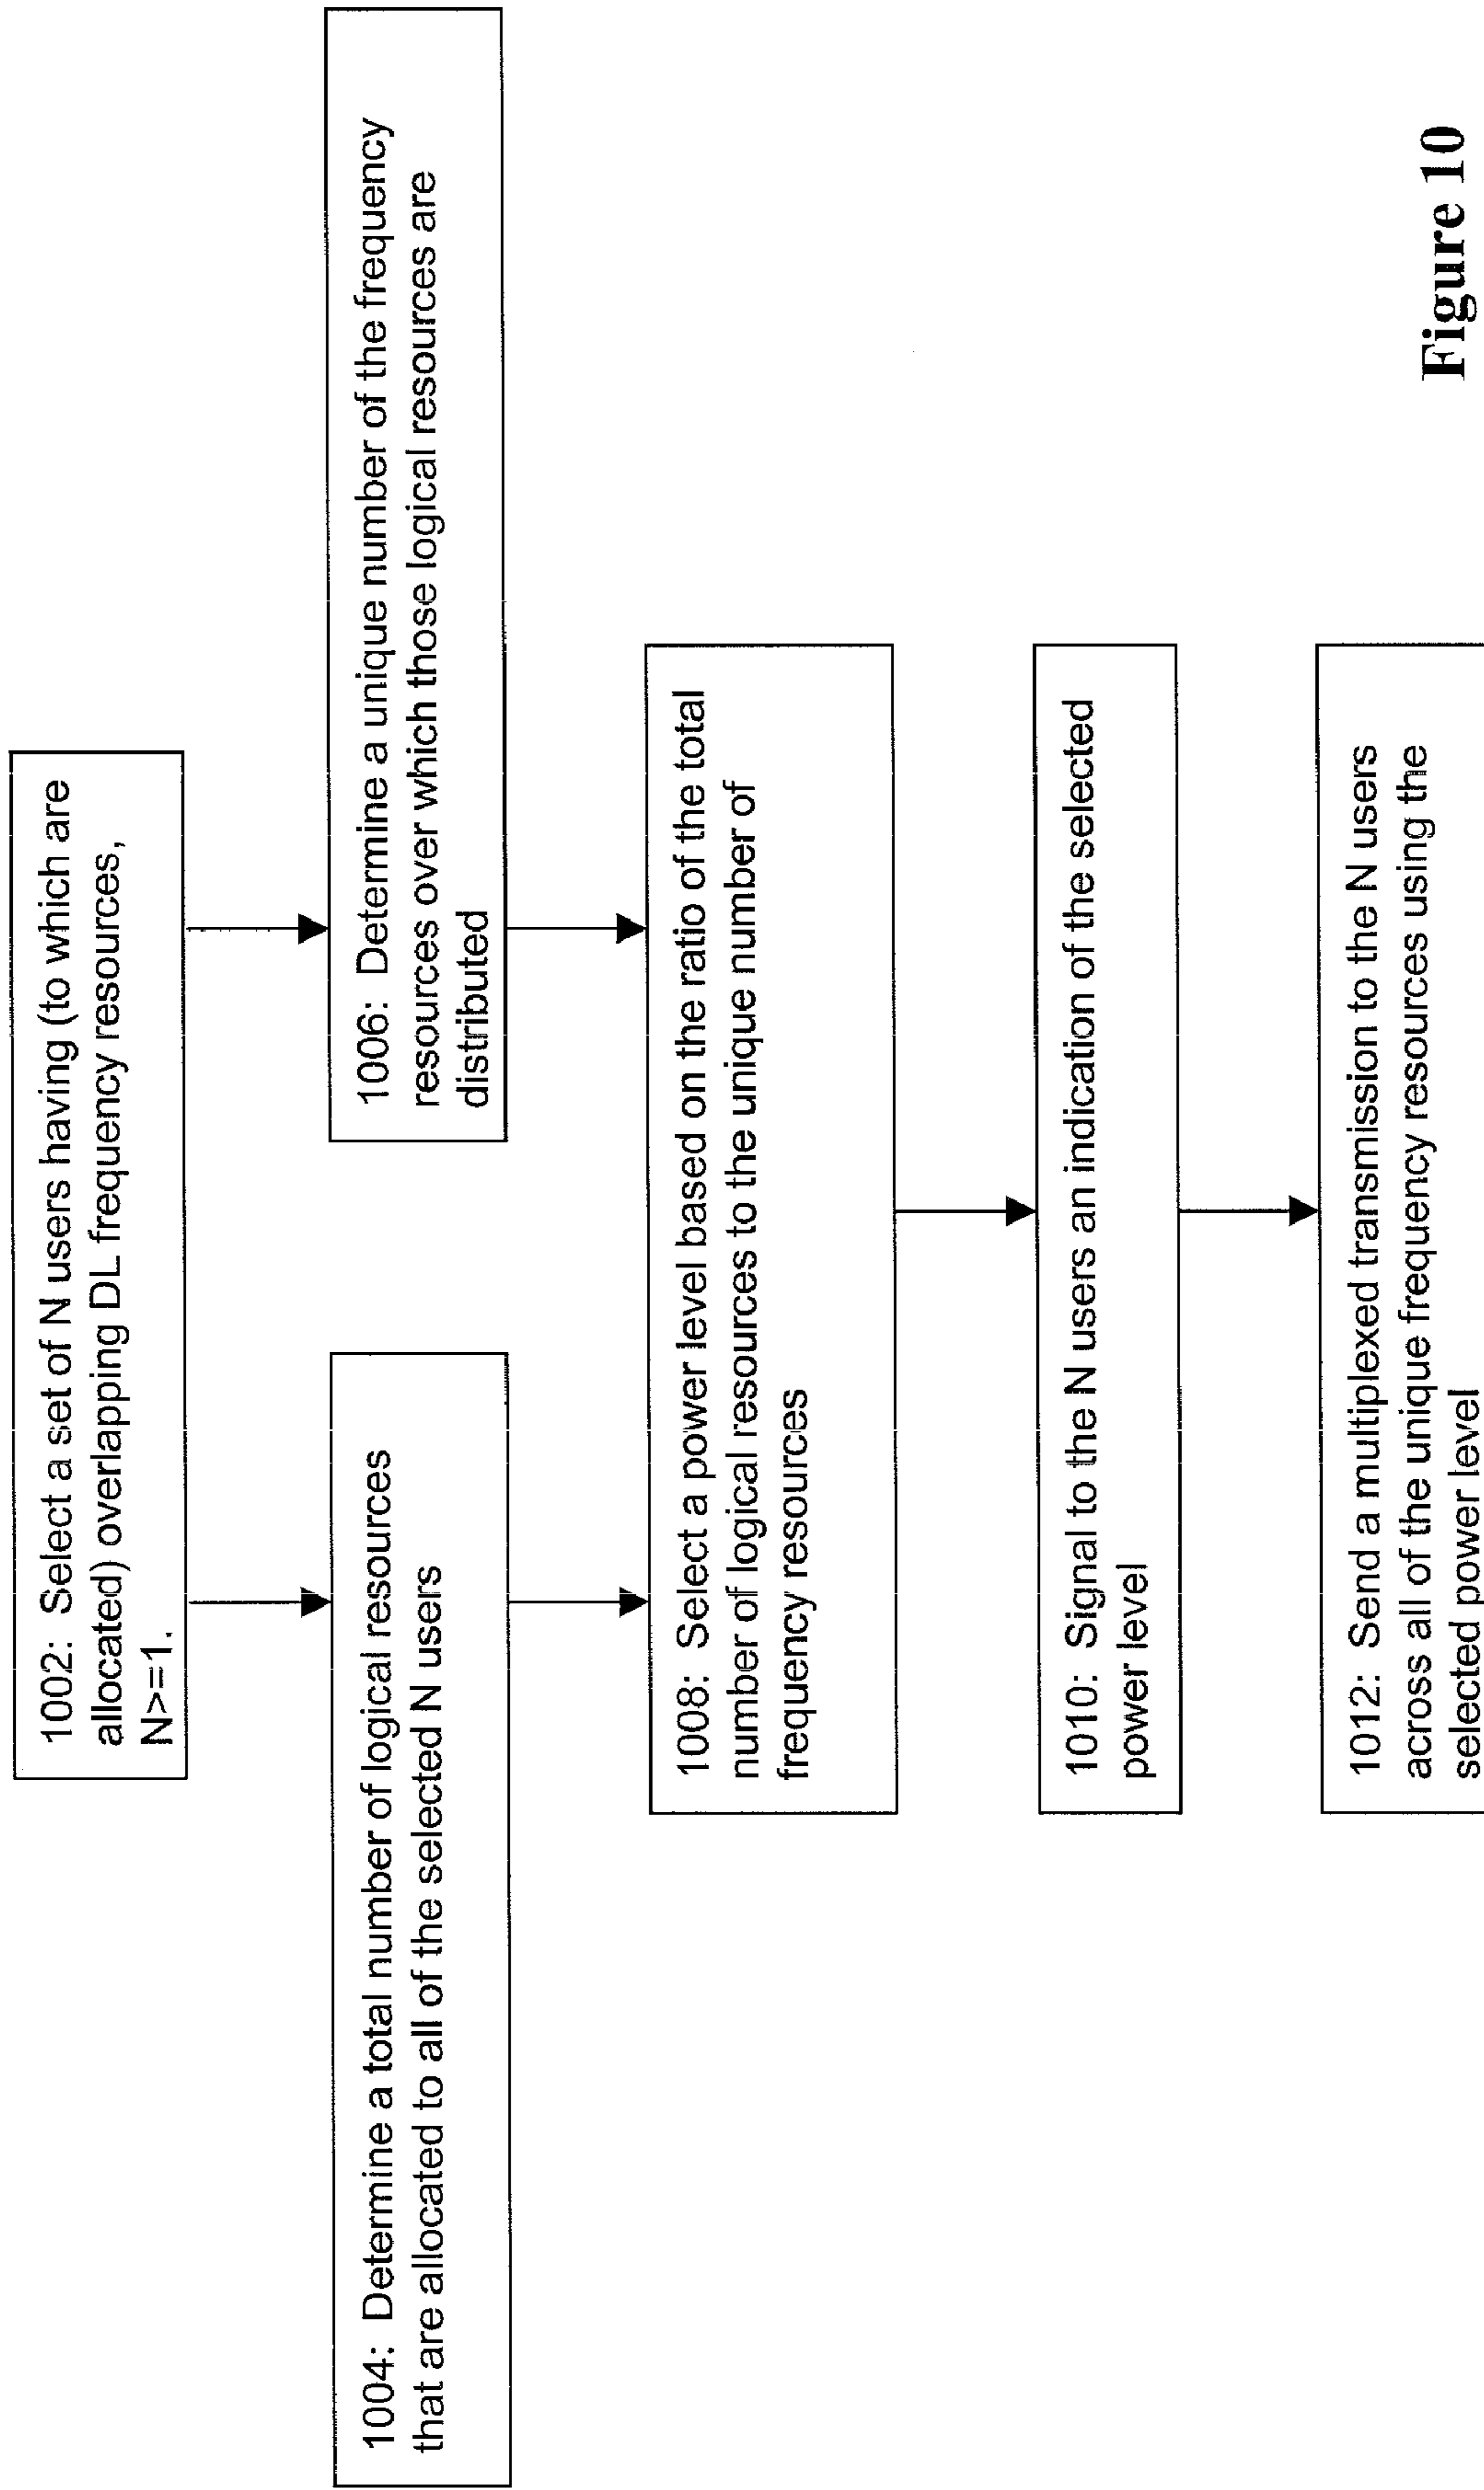 1002: Select a set of N users having (to which are
allocated) overlapping DL frequency resources,
N>=1.
1004: Determine a total number of logical resources
that are allocated to all of the selected N users
1006: Determine a unique number of the frequency
resources over which those logical resources are
distributed
1008: Select a power level based on the ratio of the total
number of logical resources to the unique number of
frequency resources
1010: Signal to the N users an indication of the selected
power level
1012: Send a multiplexed transmission to the N users
across all of the unique frequency resources using the
selected power level
Figure 10